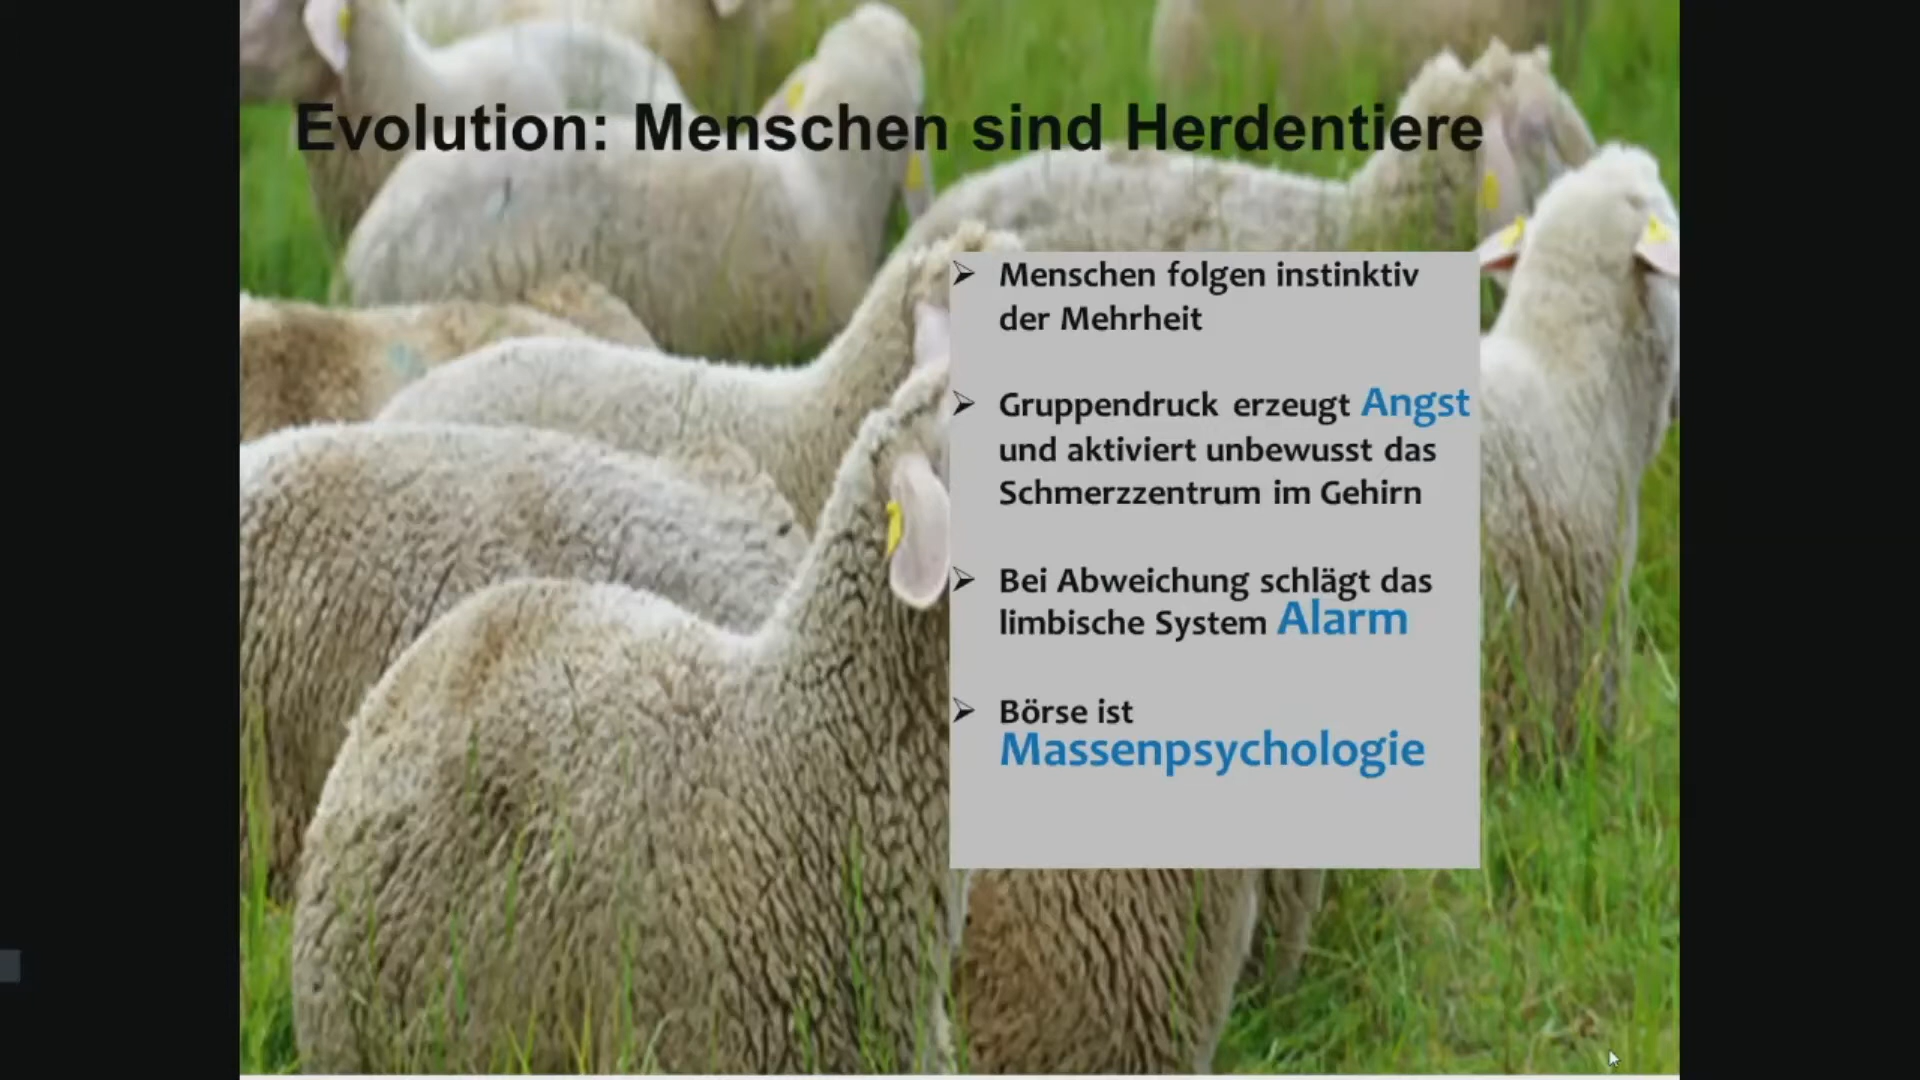 Evolution: Menschen sind Herdentiere
➢ Menschen folgen instinktiv
der Mehrheit
➢ Gruppendruck erzeugt Angst
und aktiviert unbewusst das
Schmerzzentrum im Gehirn
➢ Bei Abweichung schlägt das
limbische System Alarm
➢ Börse ist
Massenpsychologie